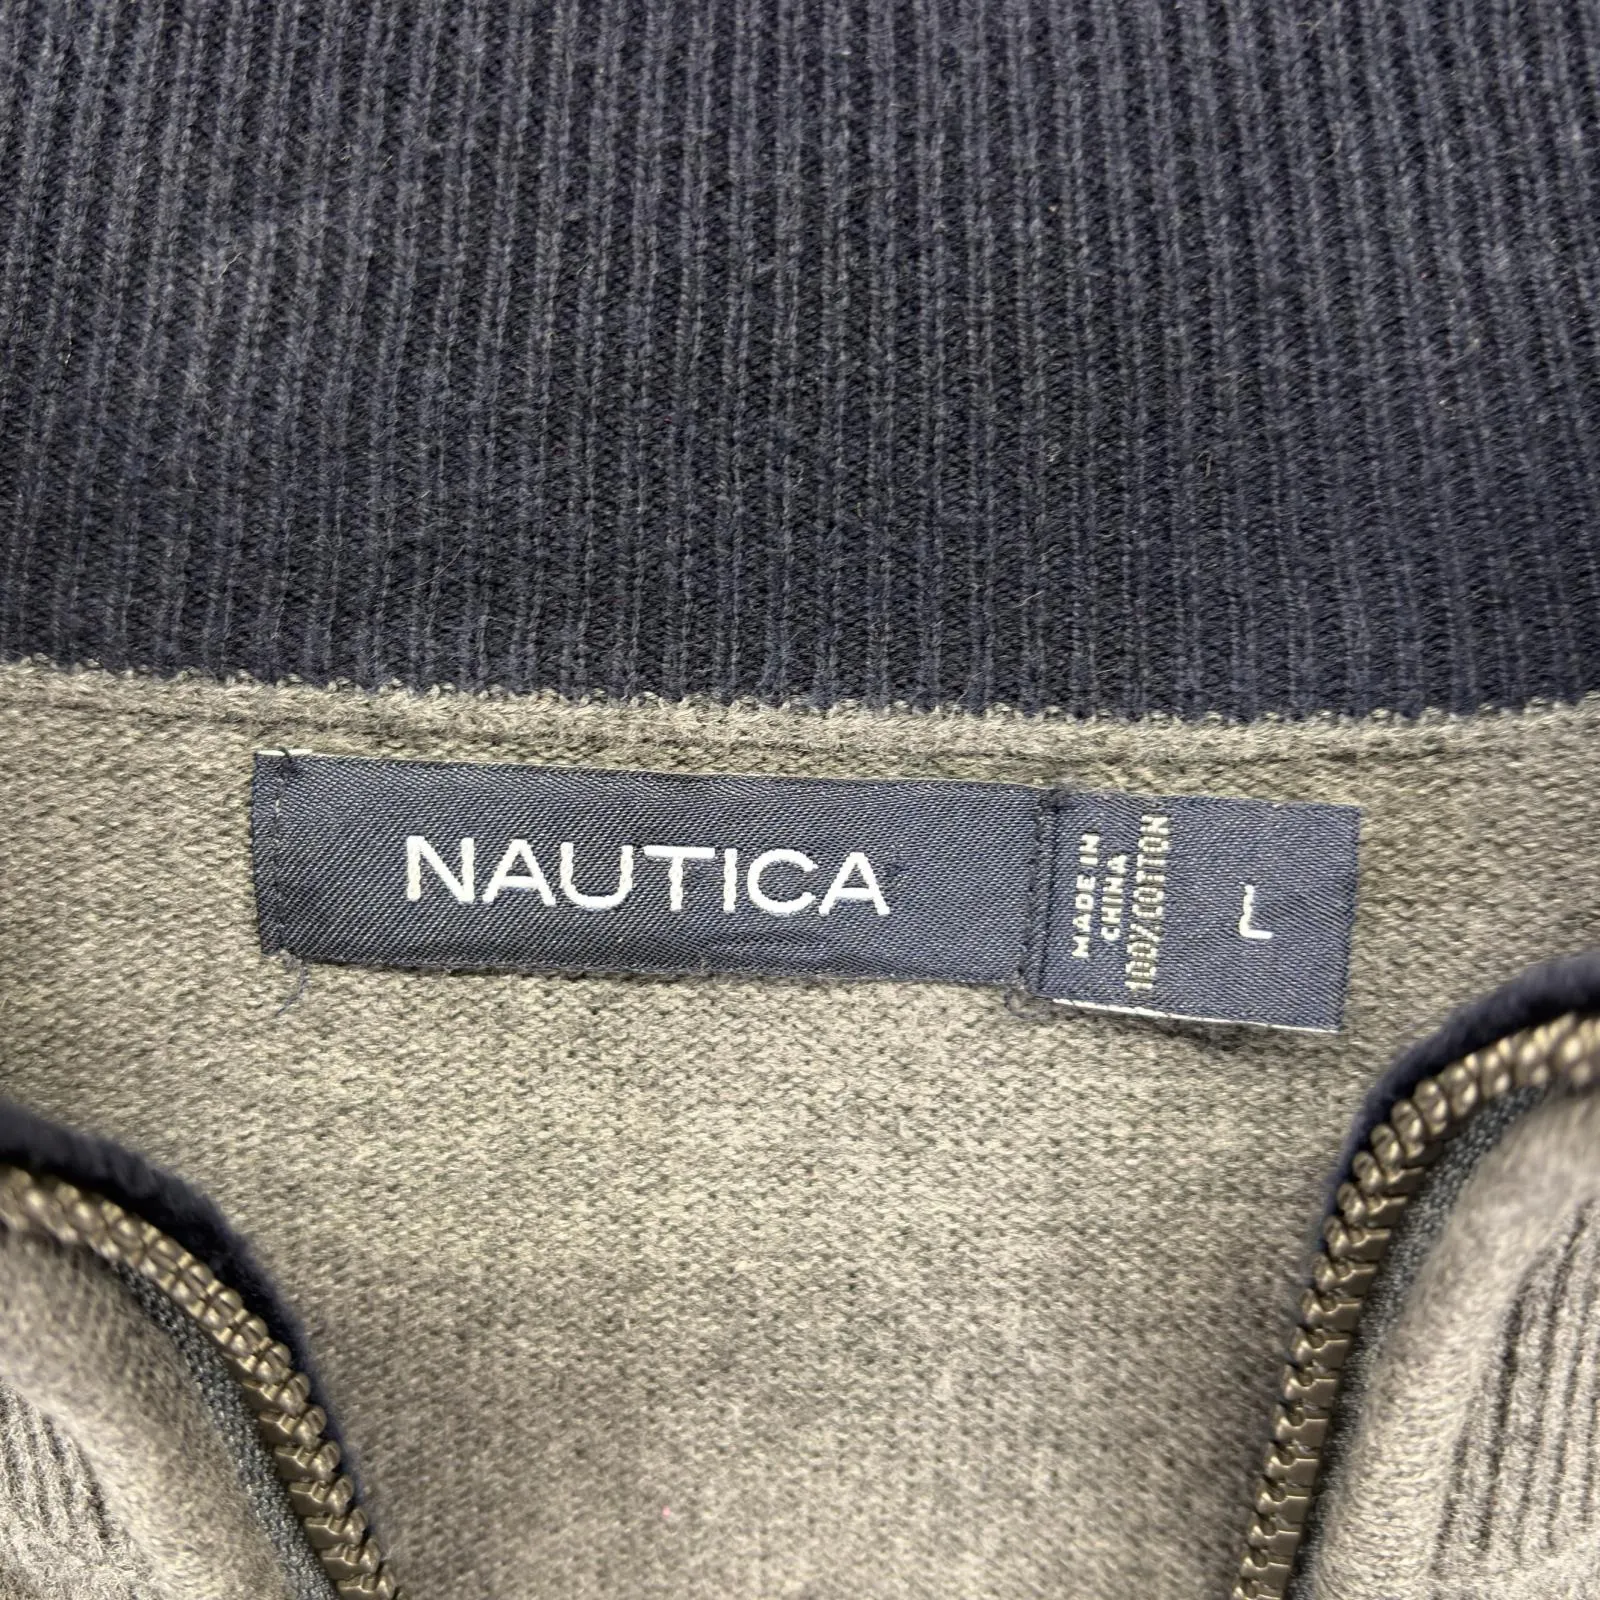 NAUTICA
MADE IN
CHINA
100% COTTON
L